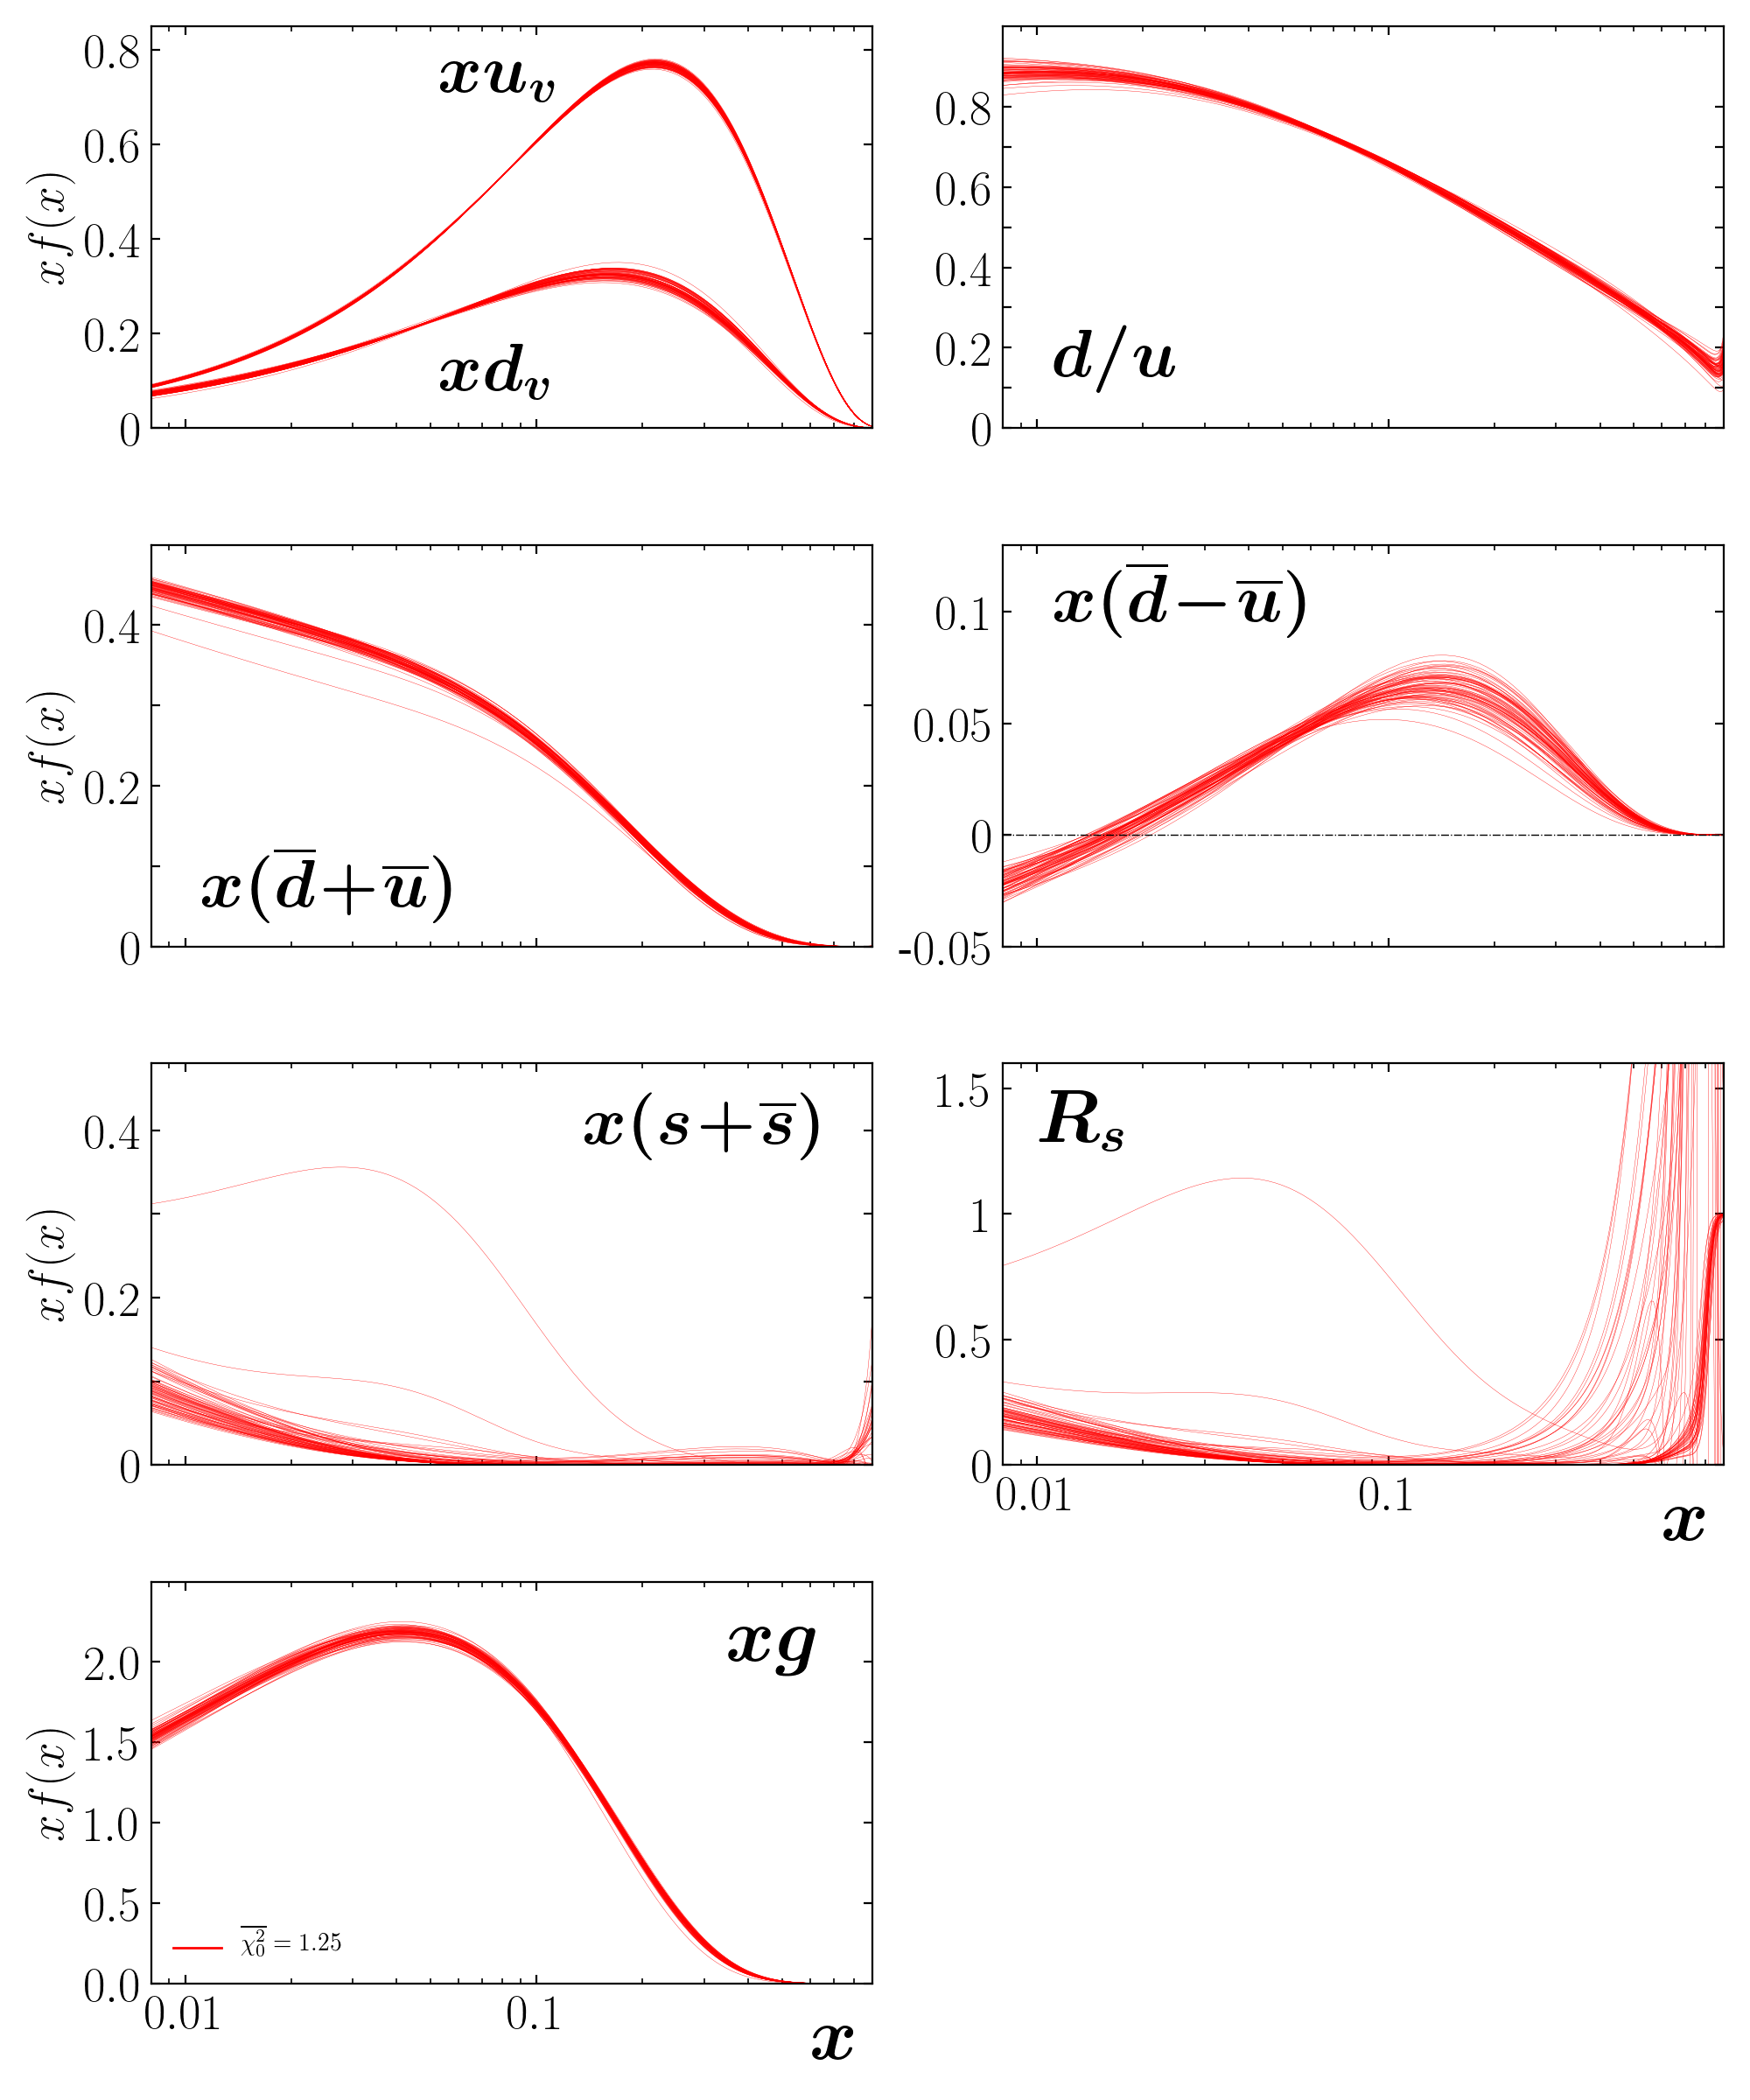 xu_v
xd_v
xf(x)
0.8
0.6
0.4
0.2
0
d/u
0.8
0.6
0.4
0.2
0
x(d̅+u̅)
xf(x)
0.4
0.2
0
x(d̅−u̅)
0.1
0.05
0
-0.05
x(s+s̅)
xf(x)
0.4
0.2
0
R_s
1.5
1
0.5
0
0.01 0.1
x
xg
xf(x)
2.0
1.5
1.0
0.5
0.0
\overline{χ_0^2} = 1.25
0.01 0.1
x